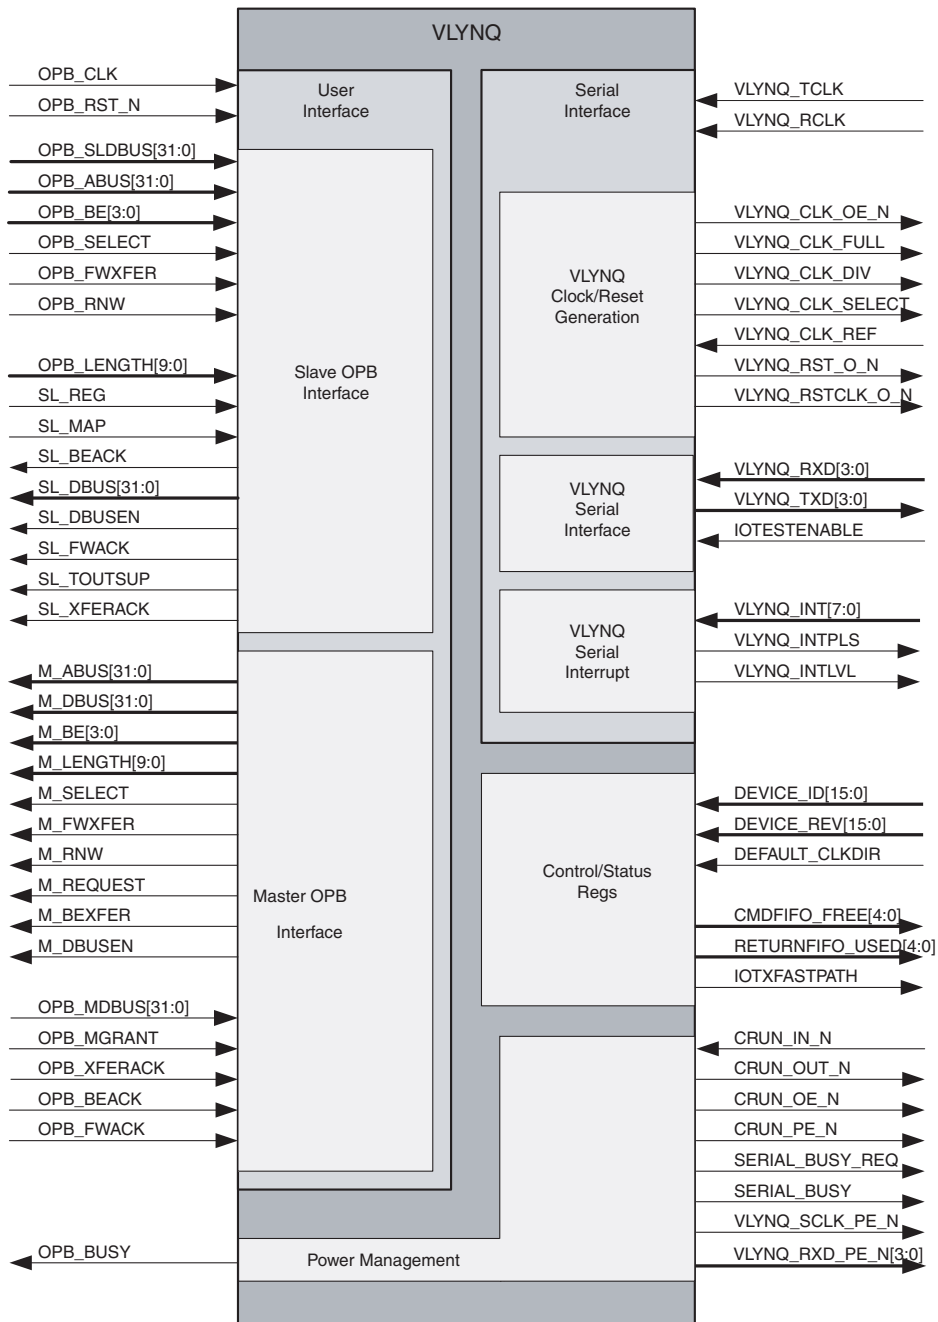 VLYNQ
OPB_CLK
OPB_RST_N
OPB_SLDBUS[31:0]
OPB_ABUS[31:0]
OPB_BE[3:0]
OPB_SELECT
OPB_FWXFER
OPB_RNW
OPB_LENGTH[9:0]
SL_REG
SL_MAP
SL_BEACK
SL_DBUS[31:0]
SL_DBUSEN
SL_FWACK
SL_TOUTSUP
SL_XFERACK
M_ABUS[31:0]
M_DBUS[31:0]
M_BE[3:0]
M_LENGTH[9:0]
M_SELECT
M_FWXFER
M_RNW
M_REQUEST
M_BEXFER
M_DBUSEN
OPB_MDBUS[31:0]
OPB_MGRANT
OPB_XFERACK
OPB_BEACK
OPB_FWACK
OPB_BUSY
User
Interface
Slave OPB
Interface
Master OPB
Interface
Power Management
Serial
Interface
VLYNQ
Clock/Reset
Generation
VLYNQ
Serial
Interface
VLYNQ
Serial
Interrupt
Control/Status
Regs
VLYNQ_TCLK
VLYNQ_RCLK
VLYNQ_CLK_OE_N
VLYNQ_CLK_FULL
VLYNQ_CLK_DIV
VLYNQ_CLK_SELECT
VLYNQ_CLK_REF
VLYNQ_RST_O_N
VLYNQ_RSTCLK_O_N
VLYNQ_RXD[3:0]
VLYNQ_TXD[3:0]
IOTESTENABLE
VLYNQ_INT[7:0]
VLYNQ_INTPLS
VLYNQ_INTLVL
DEVICE_ID[15:0]
DEVICE_REV[15:0]
DEFAULT_CLKDIR
CMDFIFO_FREE[4:0]
RETURNFIFO_USED[4:0]
IOTXFASTPATH
CRUN_IN_N
CRUN_OUT_N
CRUN_OE_N
CRUN_PE_N
SERIAL_BUSY_REQ
SERIAL_BUSY
VLYNQ_SCLK_PE_N
VLYNQ_RXD_PE_N[3:0]